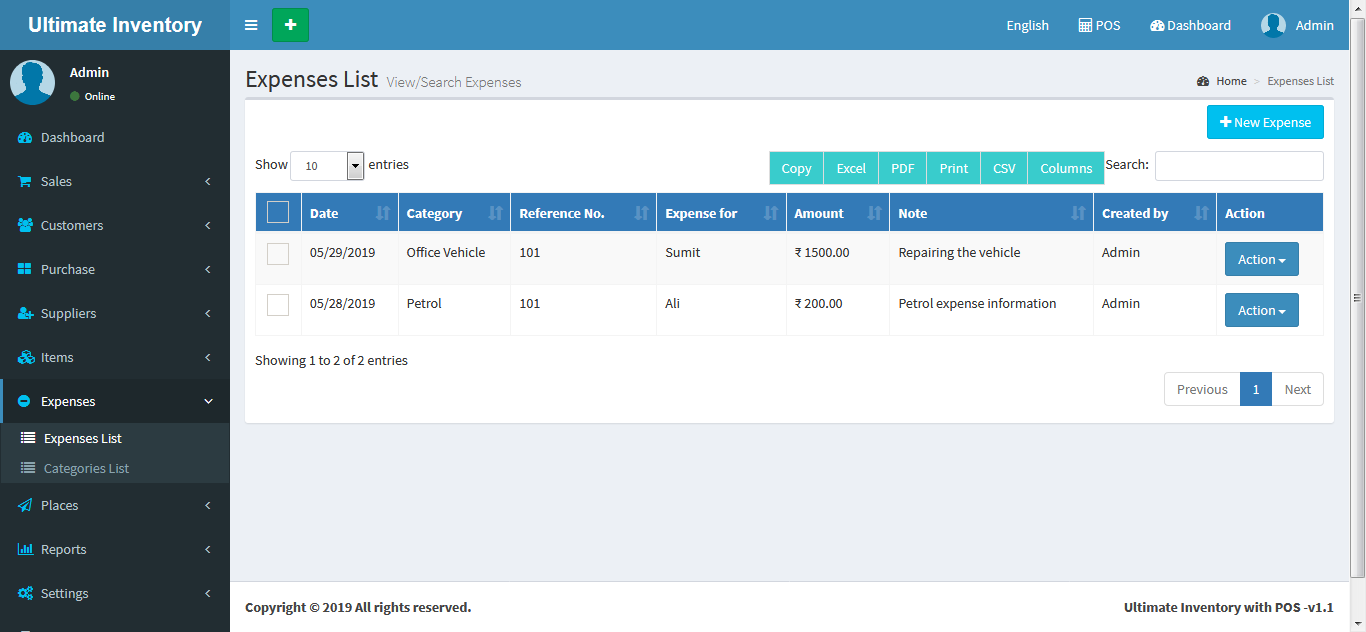 Ultimate Inventory
English POS Dashboard Admin
Admin
Online
Dashboard
Sales
Customers
Purchase
Suppliers
Items
Expenses
Expenses List
Categories List
Places
Reports
Settings
Expenses List View/Search Expenses
Home > Expenses List
New Expense
Show 10 entries
Copy Excel PDF Print CSV Columns Search:
Date Category Reference No. Expense for Amount Note Created by Action
05/29/2019 Office Vehicle 101 Sumit ₹ 1500.00 Repairing the vehicle Admin Action
05/28/2019 Petrol 101 Ali ₹ 200.00 Petrol expense information Admin Action
Showing 1 to 2 of 2 entries
Previous 1 Next
Copyright © 2019 All rights reserved. Ultimate Inventory with POS -v1.1